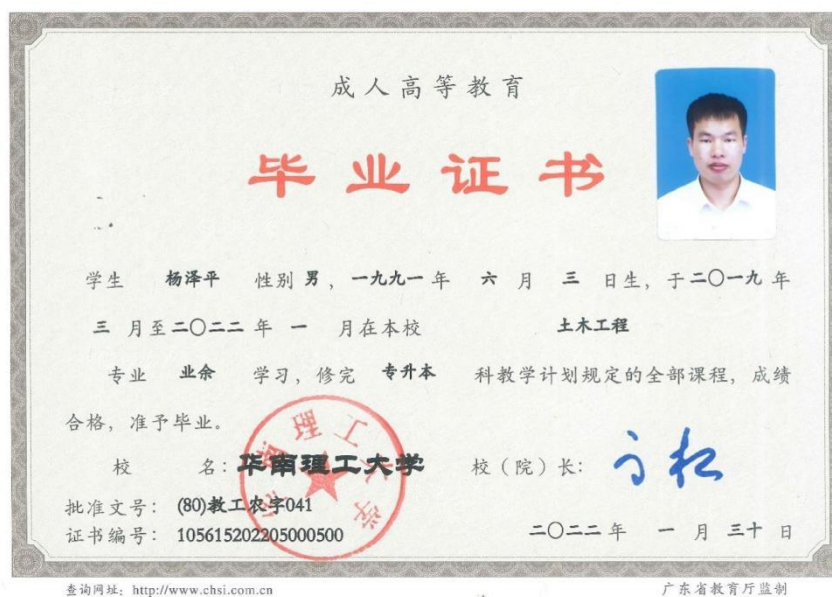 成人高等教育
毕业证书
学生 杨泽平 性别 男，一九九一 年 六 月 三 日生，于二〇一九 年
三 月至二〇二二 年 一 月在本校 土木工程
专业 业余 学习，修完 专升本 科教学计划规定的全部课程，成绩
合格，准予毕业。
校 名：华南理工大学 校（院）长：
华南理工大学
批准文号：(80)教工农字041
证书编号：105615202205000500
二〇二二 年 一 月 三十 日
查询网址：http://www.chsi.com.cn 广东省教育厅监制